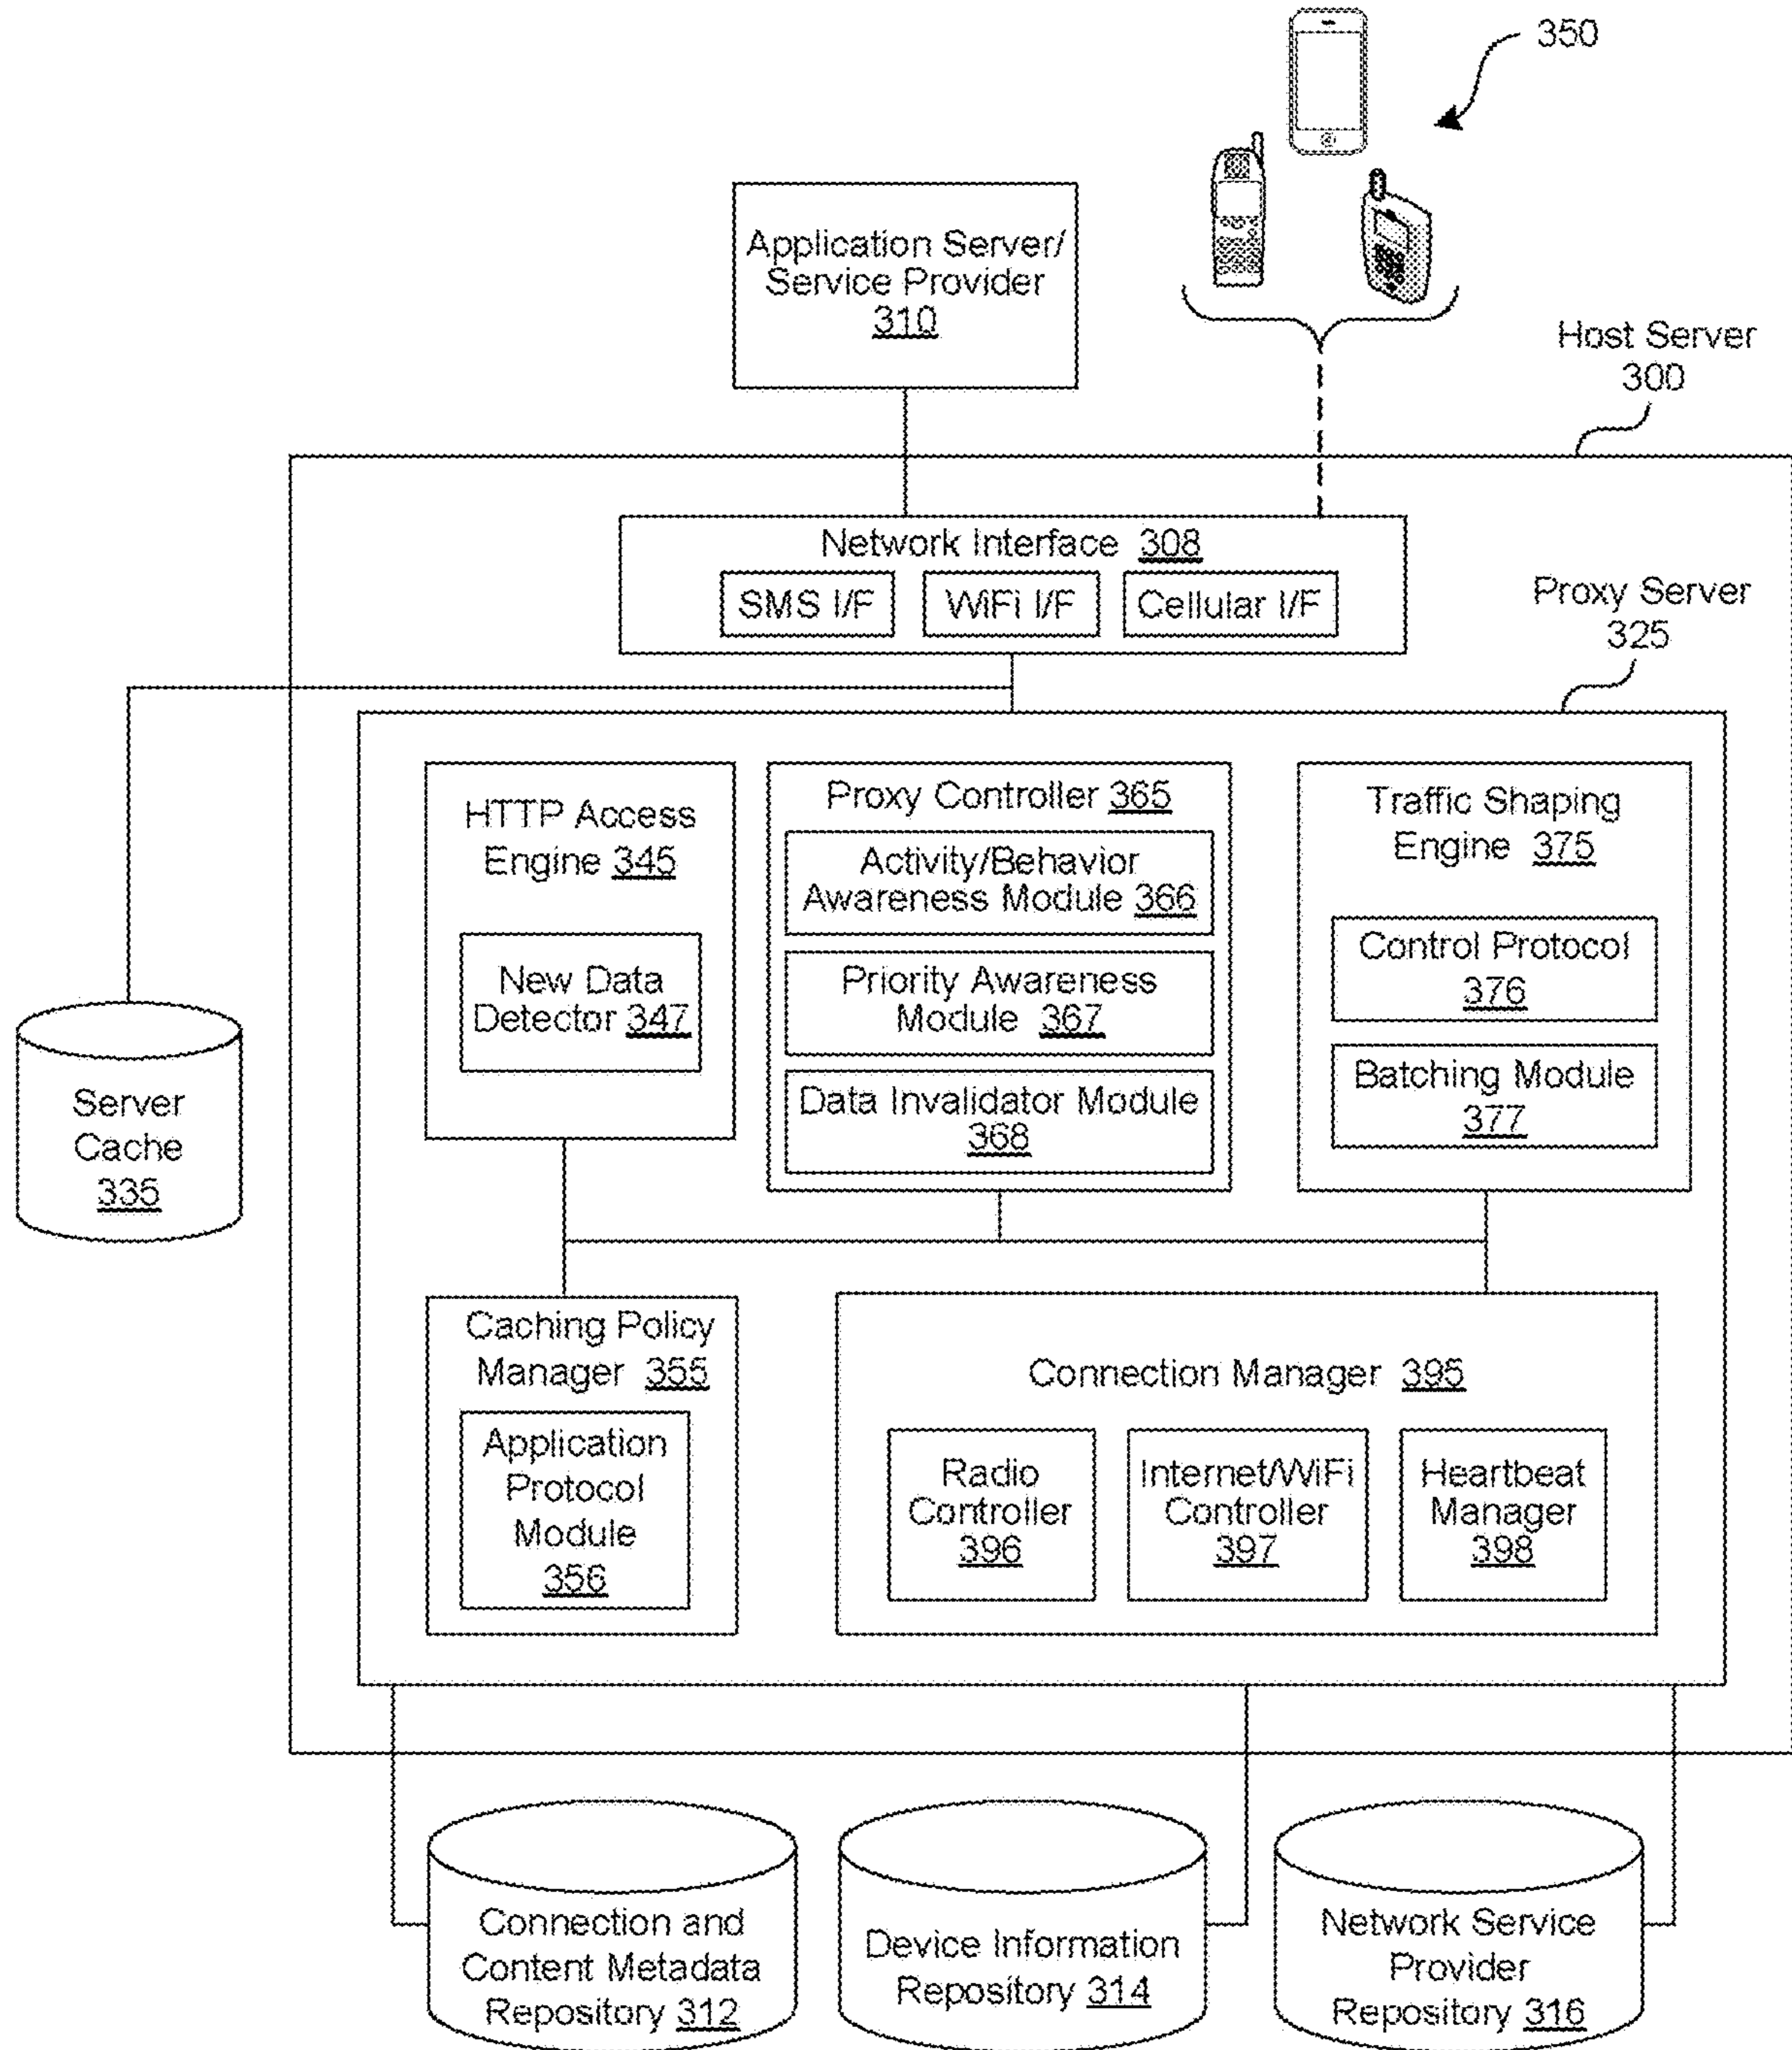 350
Application Server/
Service Provider
310
Host Server
300
Network Interface 308
SMS I/F
WiFi I/F
Cellular I/F
Proxy Server
325
HTTP Access
Engine 345
New Data
Detector 347
Proxy Controller 365
Activity/Behavior
Awareness Module 366
Priority Awareness
Module 367
Data Invalidator Module
368
Traffic Shaping
Engine 375
Control Protocol
376
Batching Module
377
Server
Cache
335
Caching Policy
Manager 355
Application
Protocol
Module
356
Connection Manager 395
Radio
Controller
396
Internet/WiFi
Controller
397
Heartbeat
Manager
398
Connection and
Content Metadata
Repository 312
Device Information
Repository 314
Network Service
Provider
Repository 316